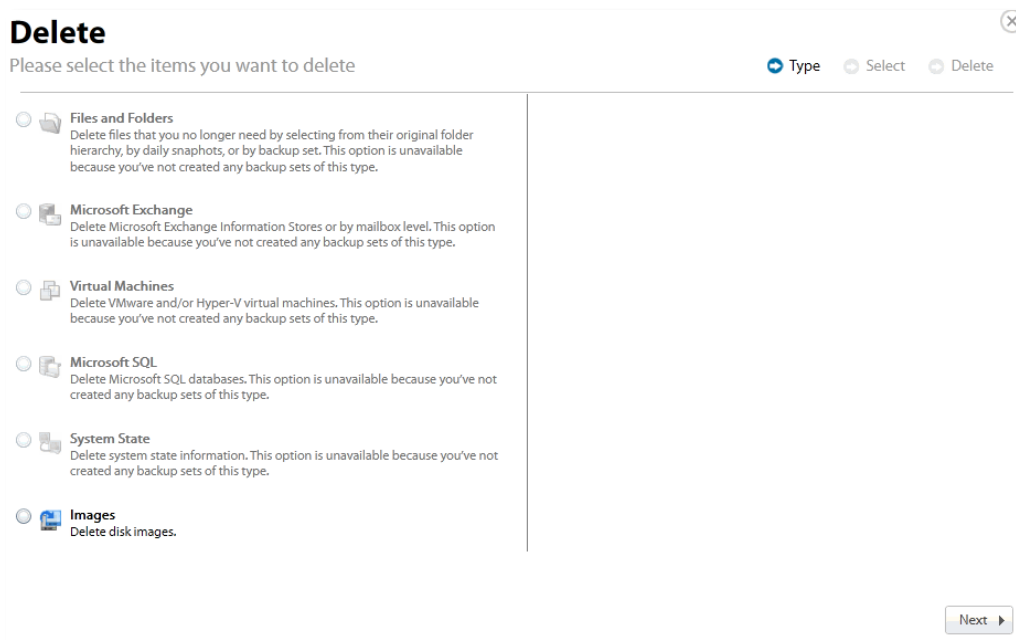 Delete
Please select the items you want to delete
Type
Select
Delete
Files and Folders
Delete files that you no longer need by selecting from their original folder
hierarchy, by daily snaphots, or by backup set. This option is unavailable
because you've not created any backup sets of this type.
Microsoft Exchange
Delete Microsoft Exchange Information Stores or by mailbox level. This option
is unavailable because you've not created any backup sets of this type.
Virtual Machines
Delete VMware and/or Hyper-V virtual machines. This option is unavailable
because you've not created any backup sets of this type.
Microsoft SQL
Delete Microsoft SQL databases. This option is unavailable because you've not
created any backup sets of this type.
System State
Delete system state information. This option is unavailable because you've not
created any backup sets of this type.
Images
Delete disk images.
Next